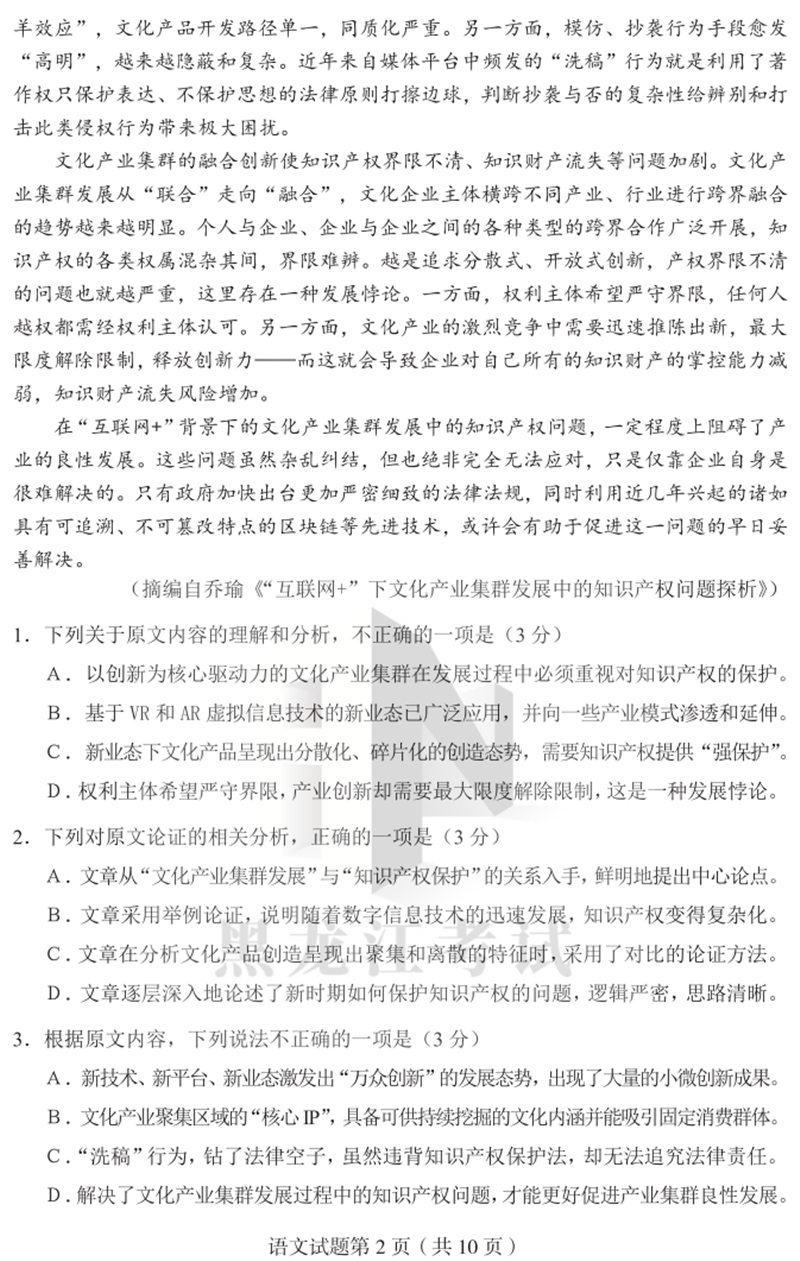 羊效应”，文化产品开发路径单一，同质化严重。另一方面，模仿、抄袭行为手段愈发
“高明”，越来越隐蔽和复杂。近年来自媒体平台中频发的“洗稿”行为就是利用了著
作权只保护表达、不保护思想的法律原则打擦边球，判断抄袭与否的复杂性给辨别和打
击此类侵权行为带来极大困扰。
文化产业集群的融合创新使知识产权界限不清、知识财产流失等问题加剧。文化产
业集群发展从“联合”走向“融合”，文化企业主体横跨不同产业、行业进行跨界融合
的趋势越来越明显。个人与企业、企业与企业之间的各种类型的跨界合作广泛开展，知
识产权的各类权属混杂其间，界限难辨。越是追求分散式、开放式创新，产权界限不清
的问题也就越严重，这里存在一种发展悖论。一方面，权利主体希望严守界限，任何人
越权都需经权利主体认可。另一方面，文化产业的激烈竞争中需要迅速推陈出新，最大
限度解除限制，释放创新力——而这就会导致企业对自己所有的知识财产的掌控能力减
弱，知识财产流失风险增加。
在“互联网+”背景下的文化产业集群发展中的知识产权问题，一定程度上阻碍了产
业的良性发展。这些问题虽然杂乱纠结，但也绝非完全无法应对，只是仅靠企业自身是
很难解决的。只有政府加快出台更加严密细致的法律法规，同时利用近几年兴起的诸如
具有可追溯、不可篡改特点的区块链等先进技术，或许会有助于促进这一问题的早日妥
善解决。
（摘编自乔瑜《“互联网+”下文化产业集群发展中的知识产权问题探析》）
1．下列关于原文内容的理解和分析，不正确的一项是（3 分）
A．以创新为核心驱动力的文化产业集群在发展过程中必须重视对知识产权的保护。
B．基于 VR 和 AR 虚拟信息技术的新业态已广泛应用，并向一些产业模式渗透和延伸。
C．新业态下文化产品呈现出分散化、碎片化的创造态势，需要知识产权提供“强保护”。
D．权利主体希望严守界限，产业创新却需要最大限度解除限制，这是一种发展悖论。
2．下列对原文论证的相关分析，正确的一项是（3 分）
A．文章从“文化产业集群发展”与“知识产权保护”的关系入手，鲜明地提出中心论点。
B．文章采用举例论证，说明随着数字信息技术的迅速发展，知识产权变得复杂化。
C．文章在分析文化产品创造呈现出聚集和离散的特征时，采用了对比的论证方法。
D．文章逐层深入地论述了新时期如何保护知识产权的问题，逻辑严密，思路清晰。
黑龙江考试
3．根据原文内容，下列说法不正确的一项是（3 分）
A．新技术、新平台、新业态激发出“万众创新”的发展态势，出现了大量的小微创新成果。
B．文化产业聚集区域的“核心 IP”，具备可供持续挖掘的文化内涵并能吸引固定消费群体。
C．“洗稿”行为，钻了法律空子，虽然违背知识产权保护法，却无法追究法律责任。
D．解决了文化产业集群发展过程中的知识产权问题，才能更好促进产业集群良性发展。
语文试题第 2 页（共 10 页）